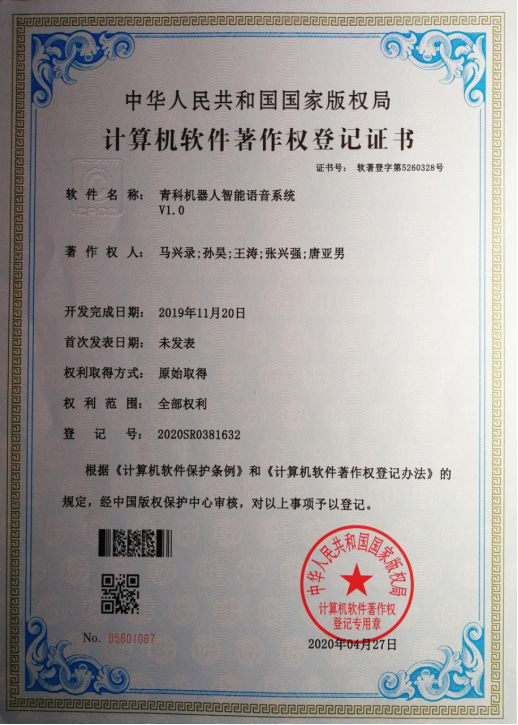 中华人民共和国国家版权局
计算机软件著作权登记证书
证书号： 软著登字第5260328号
软件名称： 青科机器人智能语音系统
V1.0
著作权人： 马兴录;孙昊;王涛;张兴强;唐亚男
开发完成日期： 2019年11月20日
首次发表日期： 未发表
权利取得方式： 原始取得
权利范围： 全部权利
登记号： 2020SR0381632
根据《计算机软件保护条例》和《计算机软件著作权登记办法》的
规定，经中国版权保护中心审核，对以上事项予以登记。
中华人民共和国国家版权局
计算机软件著作权
登记专用章
No. 05601067
2020年04月27日